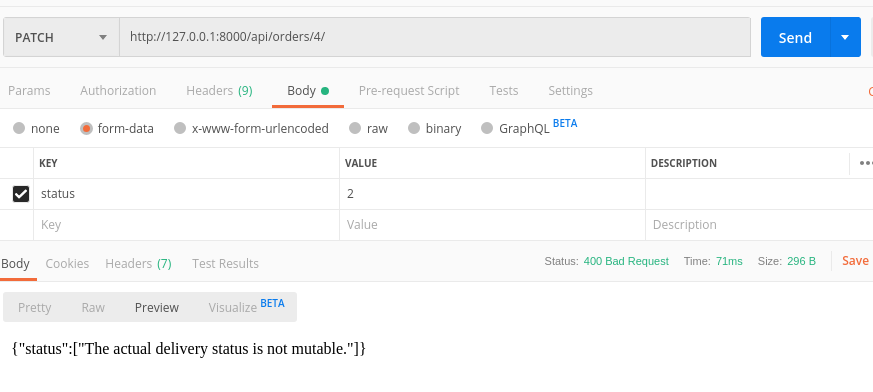 PATCH http://127.0.0.1:8000/api/orders/4/ Send
Params Authorization Headers (9) Body Pre-request Script Tests Settings
none form-data x-www-form-urlencoded raw binary GraphQL BETA
KEY VALUE DESCRIPTION
status 2
Key Value Description
Body Cookies Headers (7) Test Results Status: 400 Bad Request Time: 71ms Size: 296 B Save
Pretty Raw Preview Visualize BETA
{"status":["The actual delivery status is not mutable."]}